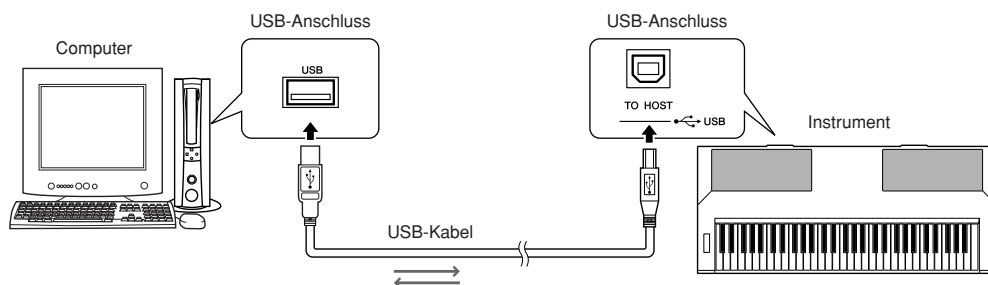 USB-Anschluss
USB-Anschluss
Computer
USB
TO HOST
USB
Instrument
USB-Kabel